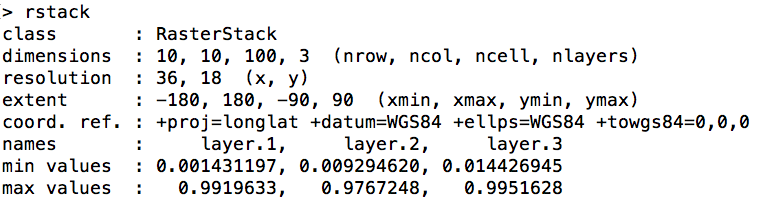 > rstack
class       : RasterStack
dimensions  : 10, 10, 100, 3  (nrow, ncol, ncell, nlayers)
resolution  : 36, 18  (x, y)
extent      : -180, 180, -90, 90  (xmin, xmax, ymin, ymax)
coord. ref. : +proj=longlat +datum=WGS84 +ellps=WGS84 +towgs84=0,0,0
names       :     layer.1,     layer.2,     layer.3
min values  : 0.001431197, 0.009294620, 0.014426945
max values  :   0.9919633,   0.9767248,   0.9951628